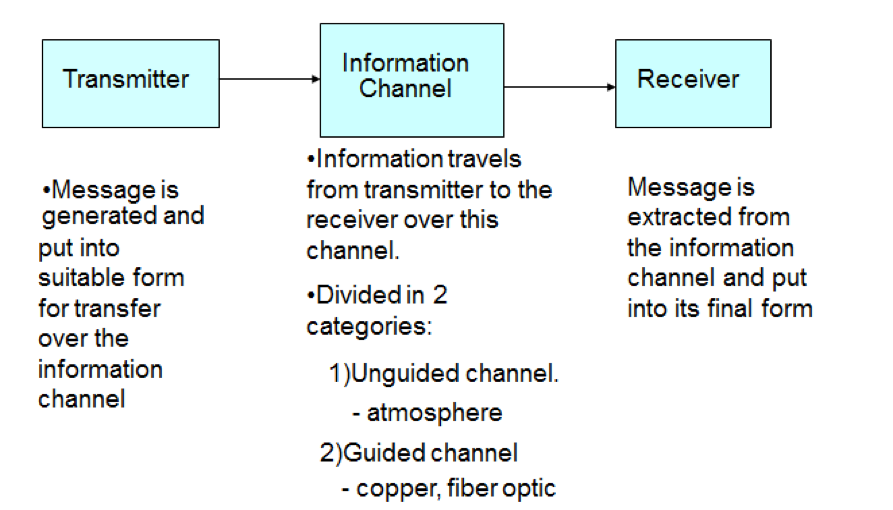 Transmitter
Information
Channel
Receiver
•Message is
generated and
put into
suitable form
for transfer
over the
information
channel
•Information travels
from transmitter to the
receiver over this
channel.
•Divided in 2
categories:
1)Unguided channel.
- atmosphere
2)Guided channel
- copper, fiber optic
Message is
extracted from
the information
channel and put
into its final form